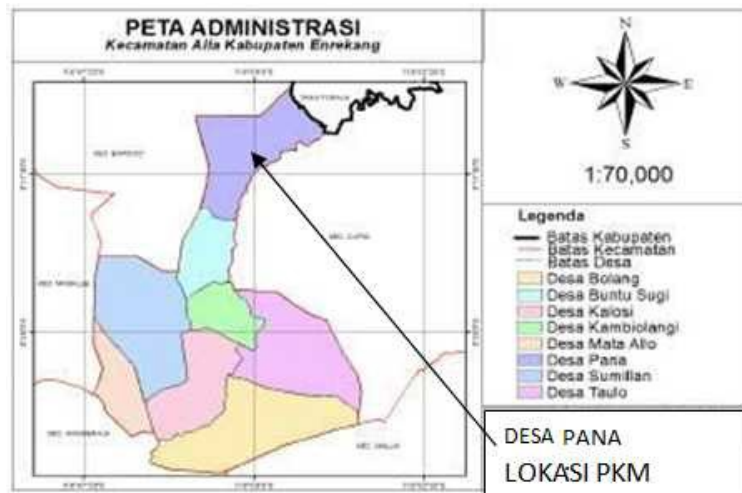 PETA ADMINISTRASI
Kecamatan Alla Kabupaten Enrekang
N
W
E
S
1:70,000
Legenda
Batas Kabupaten
Batas Kecamatan
Batas Desa
Desa Bolang
Desa Buntu Sugi
Desa Kalosi
Desa Kambiolangi
Desa Mata Allo
Desa Pana
Desa Sumillan
Desa Taulo
DESA PANA
LOKASI PKM